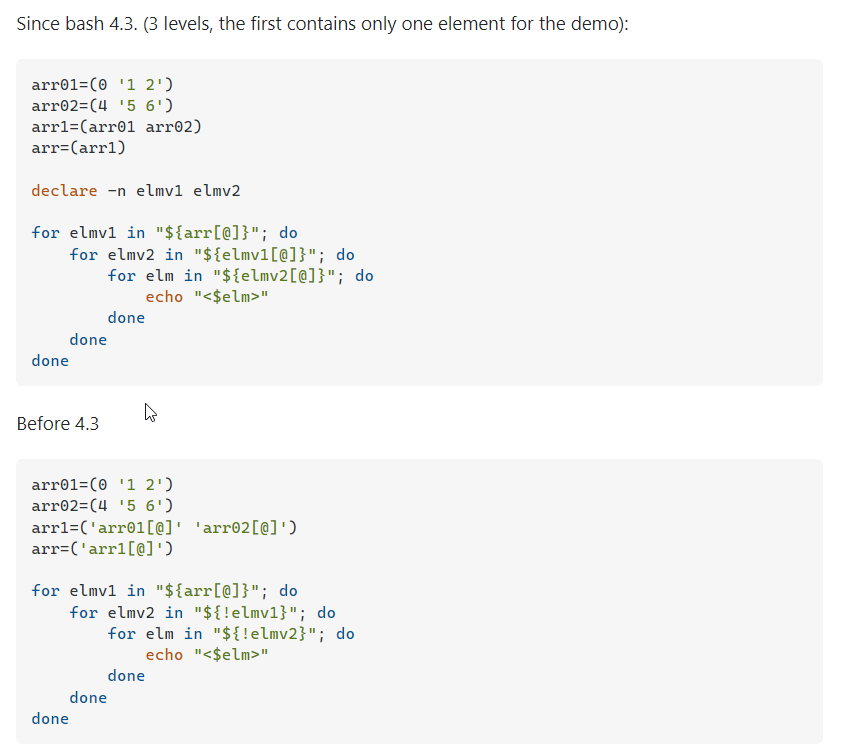 Since bash 4.3. (3 levels, the first contains only one element for the demo):
arr01=(0 '1 2')
arr02=(4 '5 6')
arr1=(arr01 arr02)
arr=(arr1)
declare -n elmv1 elmv2
for elmv1 in "${arr[@]}"; do
    for elmv2 in "${elmv1[@]}"; do
        for elm in "${elmv2[@]}"; do
            echo "<$elm>"
        done
    done
done
Before 4.3
arr01=(0 '1 2')
arr02=(4 '5 6')
arr1=('arr01[@]' 'arr02[@]')
arr=('arr1[@]')
for elmv1 in "${arr[@]}"; do
    for elmv2 in "${!elmv1}"; do
        for elm in "${!elmv2}"; do
            echo "<$elm>"
        done
    done
done